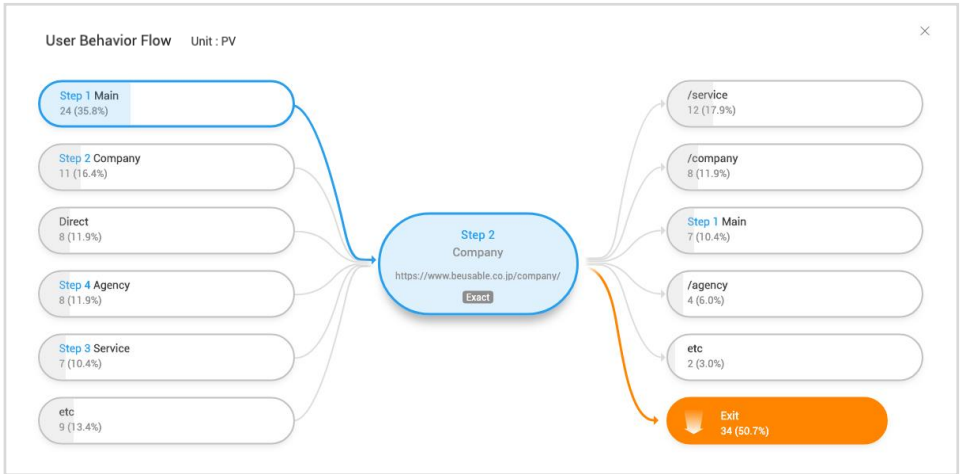 User Behavior Flow Unit : PV
Step 1 Main
24 (35.8%)
Step 2 Company
11 (16.4%)
Direct
8 (11.9%)
Step 4 Agency
8 (11.9%)
Step 3 Service
7 (10.4%)
etc
9 (13.4%)
Step 2
Company
https://www.beusable.co.jp/company/
Exact
/service
12 (17.9%)
/company
8 (11.9%)
Step 1 Main
7 (10.4%)
/agency
4 (6.0%)
etc
2 (3.0%)
Exit
34 (50.7%)